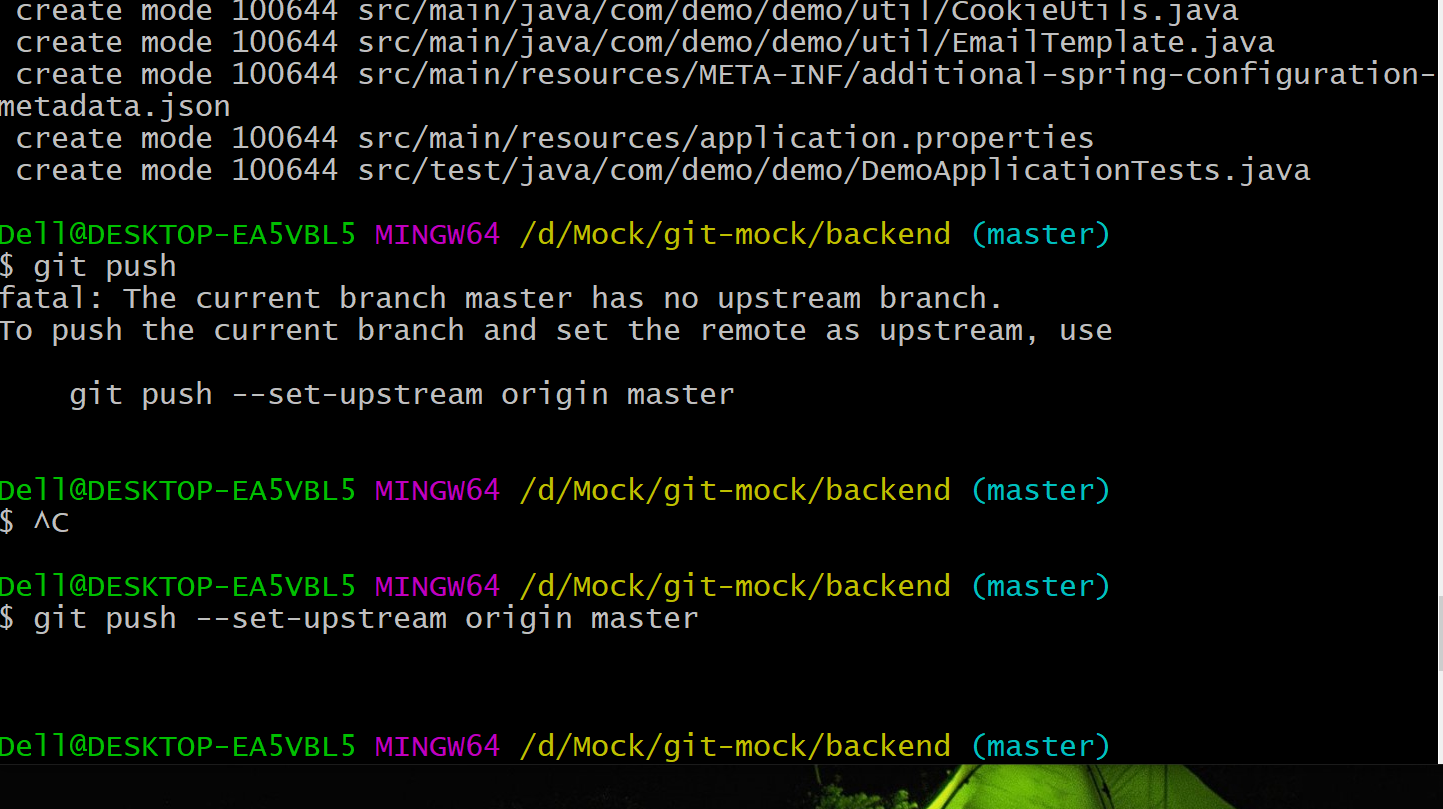 create mode 100644 src/main/java/com/demo/demo/util/CookieUtils.java
create mode 100644 src/main/java/com/demo/demo/util/EmailTemplate.java
create mode 100644 src/main/resources/META-INF/additional-spring-configuration-
metadata.json
create mode 100644 src/main/resources/application.properties
create mode 100644 src/test/java/com/demo/demo/DemoApplicationTests.java
Dell@DESKTOP-EA5VBL5 MINGW64 /d/Mock/git-mock/backend (master)
$ git push
fatal: The current branch master has no upstream branch.
To push the current branch and set the remote as upstream, use
git push --set-upstream origin master
Dell@DESKTOP-EA5VBL5 MINGW64 /d/Mock/git-mock/backend (master)
$ ^C
Dell@DESKTOP-EA5VBL5 MINGW64 /d/Mock/git-mock/backend (master)
$ git push --set-upstream origin master
Dell@DESKTOP-EA5VBL5 MINGW64 /d/Mock/git-mock/backend (master)